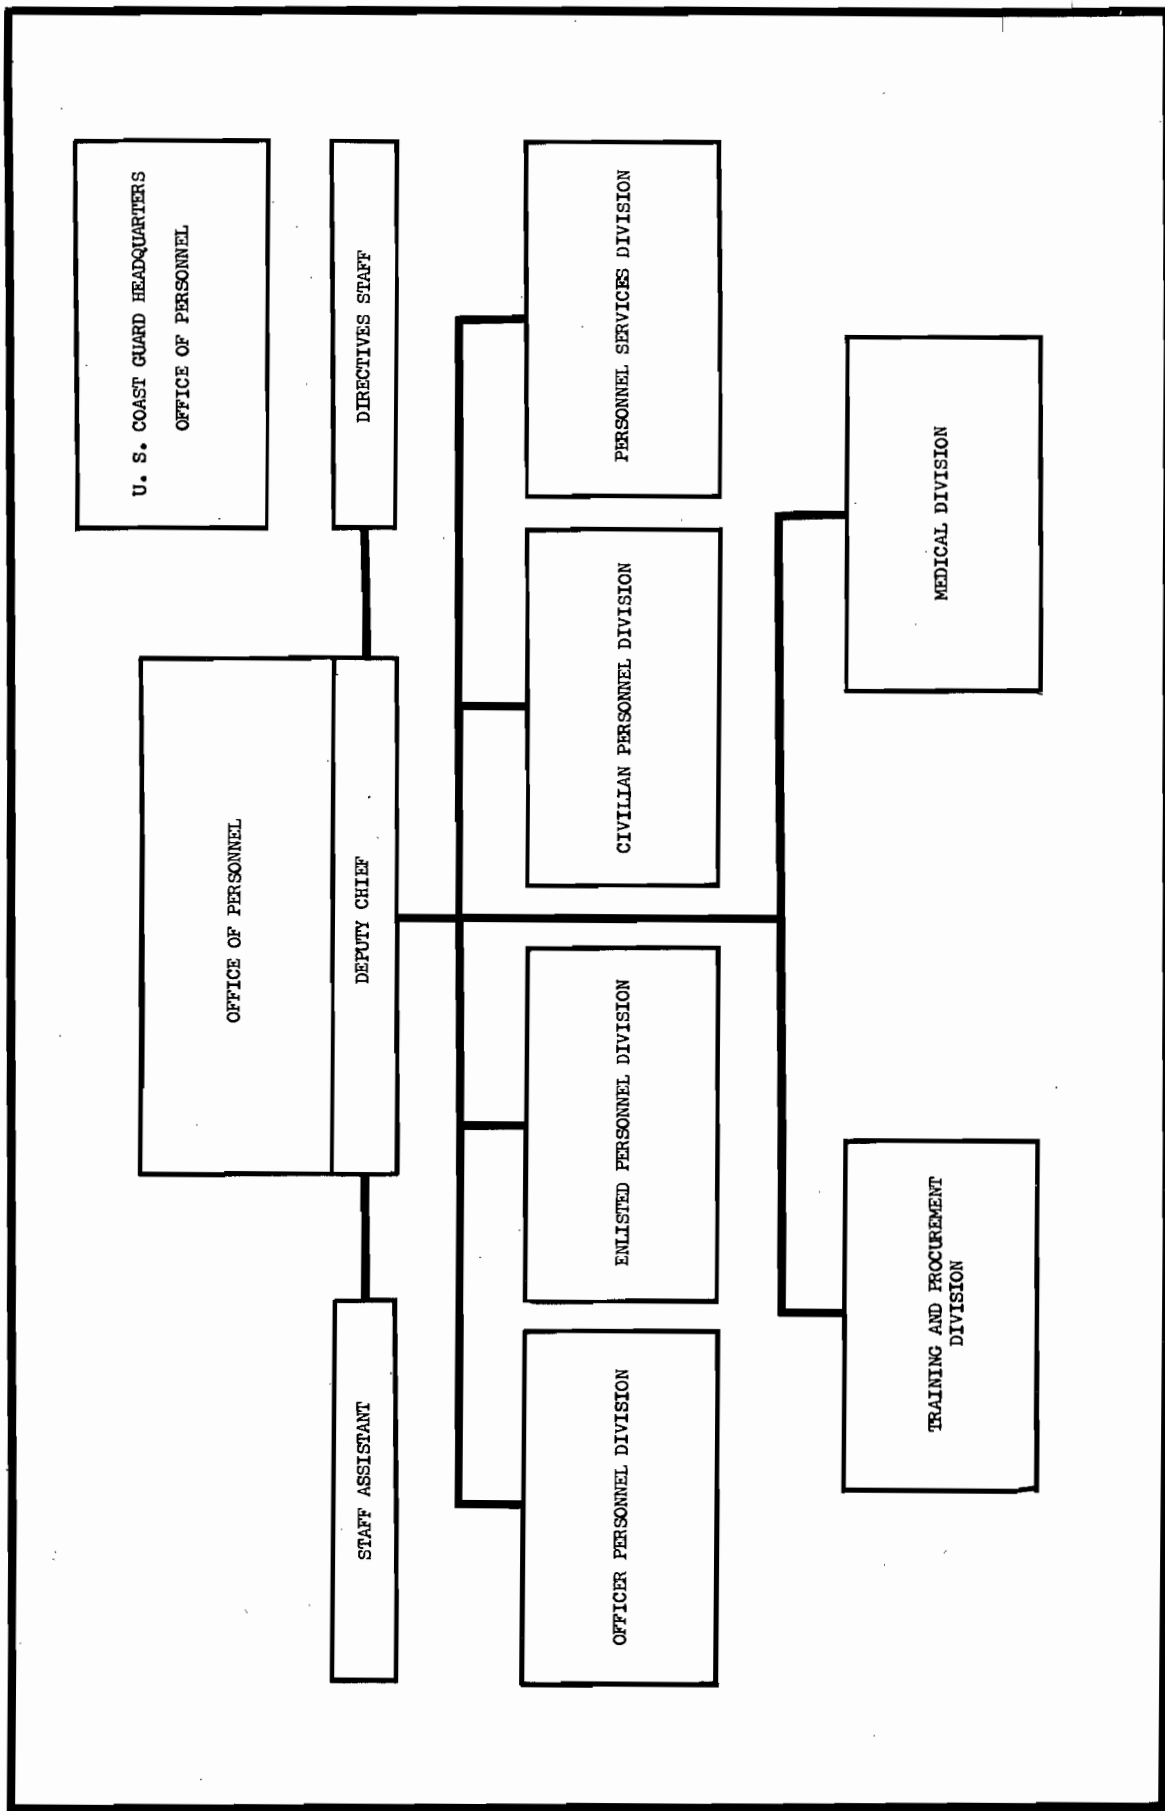 U. S. COAST GUARD HEADQUARTERS
OFFICE OF PERSONNEL
OFFICE OF PERSONNEL
DEPUTY CHIEF
STAFF ASSISTANT
DIRECTIVES STAFF
OFFICER PERSONNEL DIVISION
ENLISTED PERSONNEL DIVISION
CIVILIAN PERSONNEL DIVISION
PERSONNEL SERVICES DIVISION
TRAINING AND PROCUREMENT
DIVISION
MEDICAL DIVISION